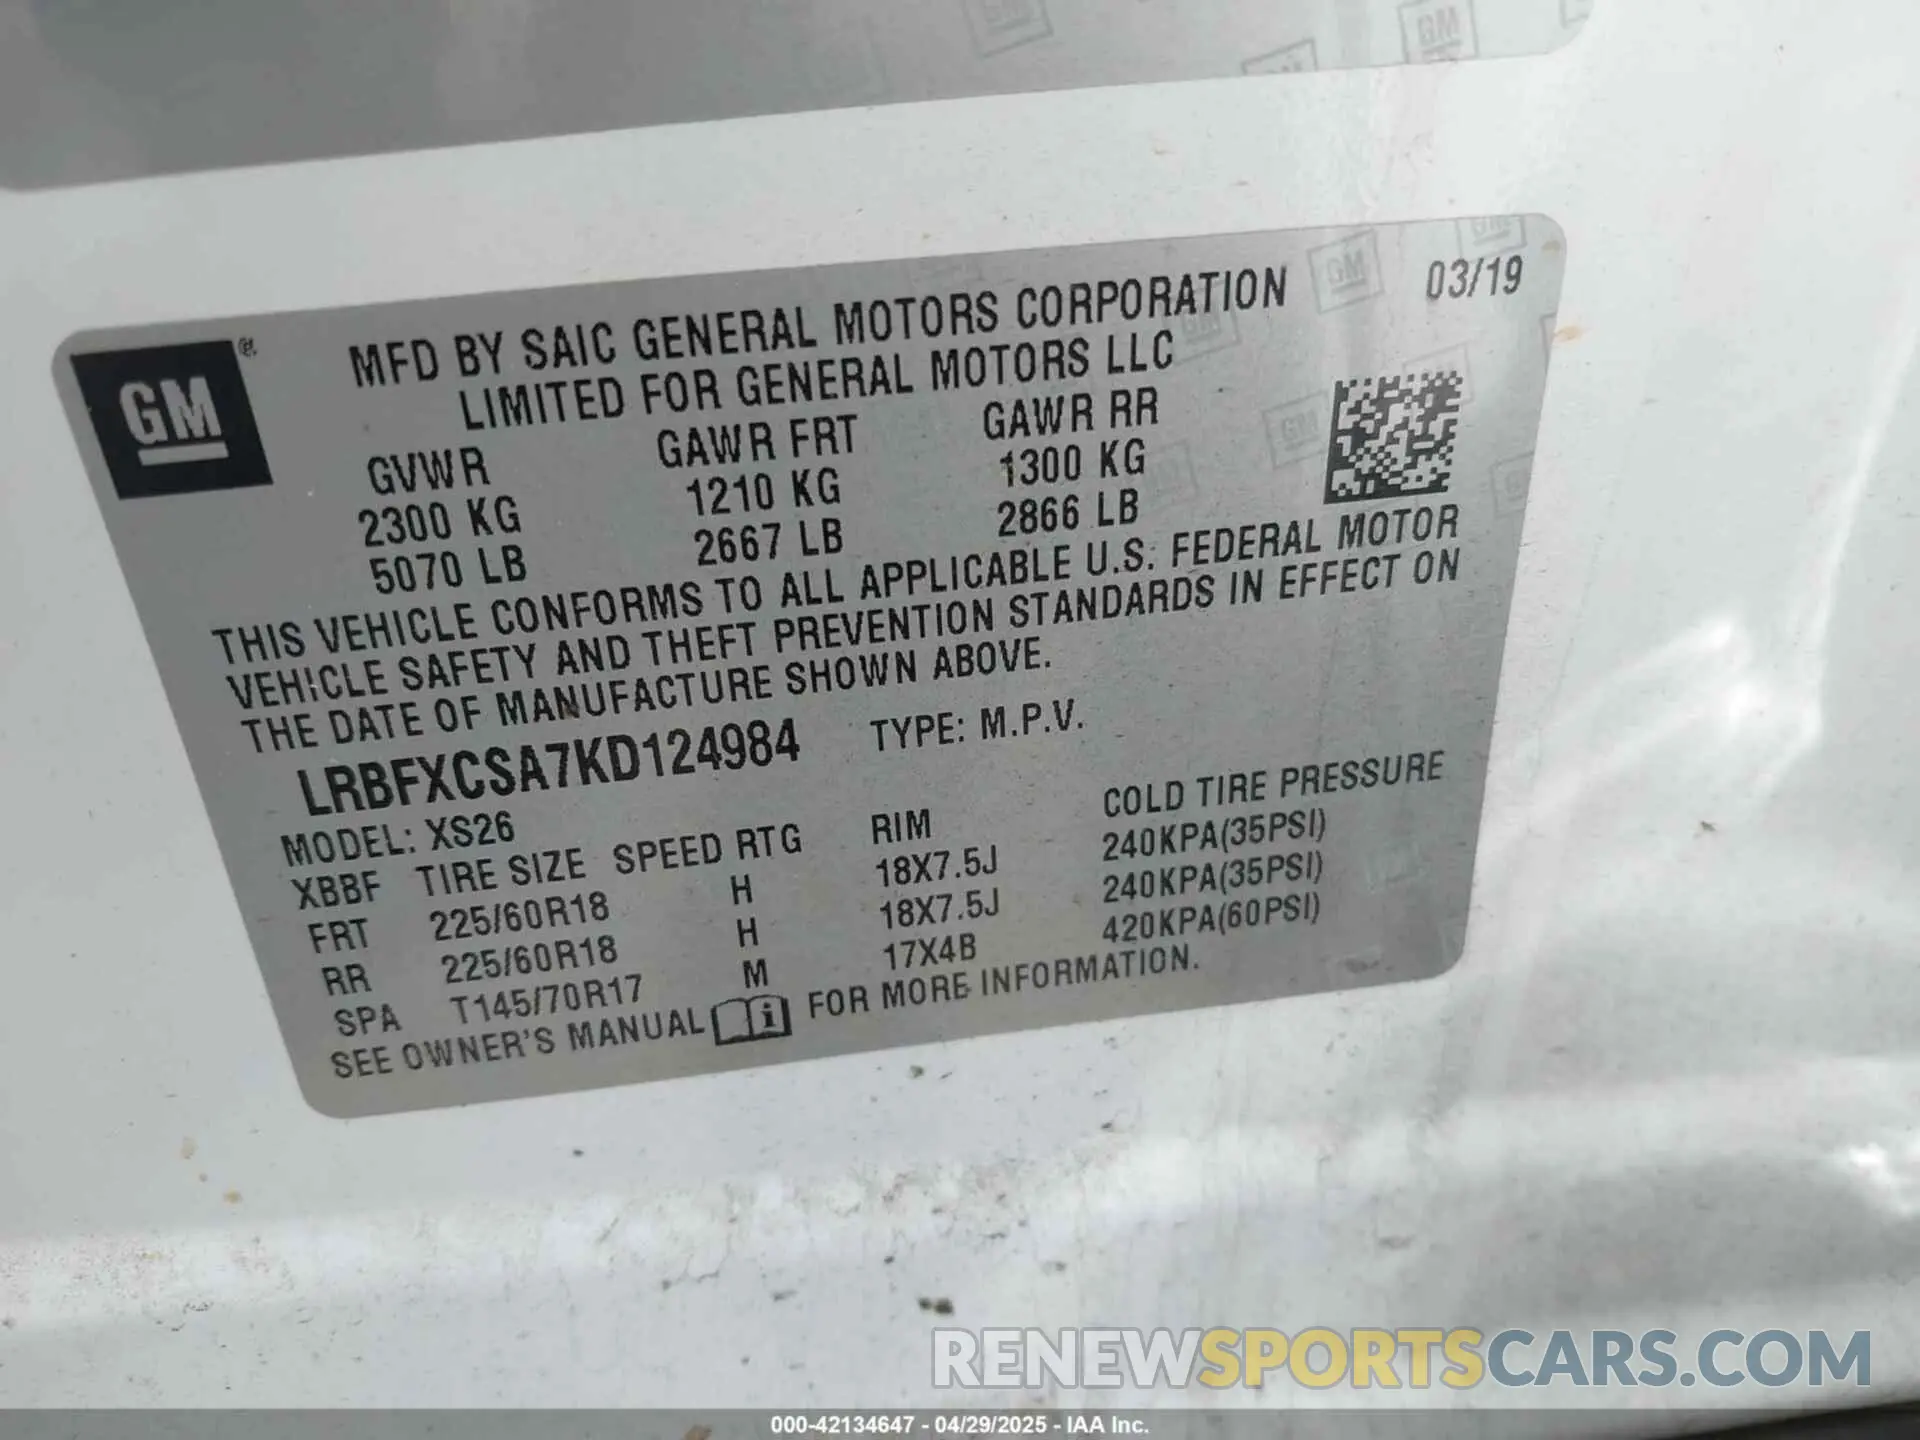 GM
MFD BY SAIC GENERAL MOTORS CORPORATION 03/19
LIMITED FOR GENERAL MOTORS LLC
GVWR GAWR FRT GAWR RR
2300 KG 1210 KG 1300 KG
5070 LB 2667 LB 2866 LB
THIS VEHICLE CONFORMS TO ALL APPLICABLE U.S. FEDERAL MOTOR
VEHICLE SAFETY AND THEFT PREVENTION STANDARDS IN EFFECT ON
THE DATE OF MANUFACTURE SHOWN ABOVE.
LRBFXCSA7KD124984 TYPE: M.P.V.
MODEL: XS26
XBBF TIRE SIZE SPEED RTG RIM COLD TIRE PRESSURE
FRT 225/60R18 H 18X7.5J 240KPA(35PSI)
RR 225/60R18 H 18X7.5J 240KPA(35PSI)
SPA T145/70R17 M 17X4B 420KPA(60PSI)
SEE OWNER'S MANUAL i FOR MORE INFORMATION.
RENEWSPORTSCARS.COM
000-42134647 - 04/29/2025 - IAA Inc.